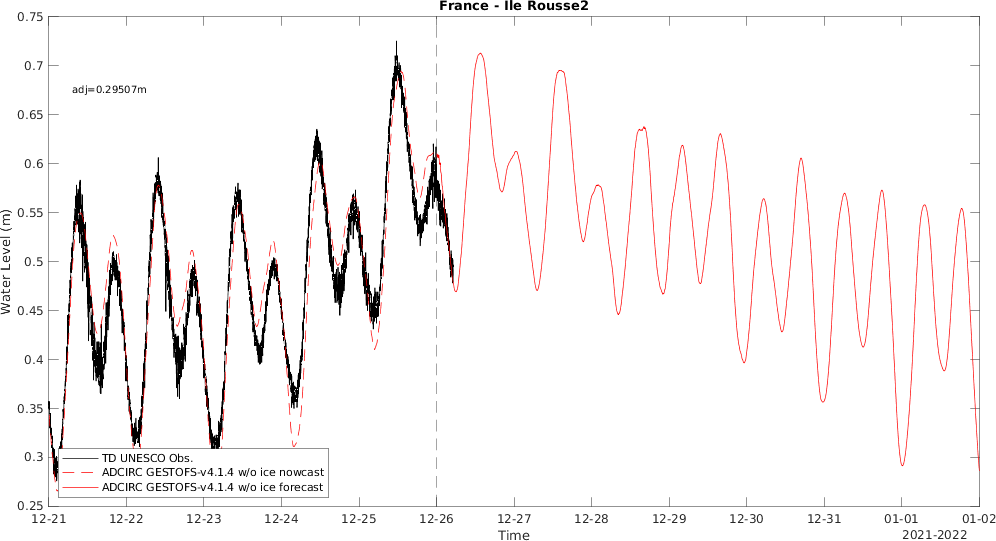 France - Ile Rousse2
0.75
0.7
0.65
0.6
0.55
0.5
0.45
0.4
0.35
0.3
0.25
Water Level (m)
adj=0.29507m
TD UNESCO Obs.
ADCIRC GESTOFS-v4.1.4 w/o ice nowcast
ADCIRC GESTOFS-v4.1.4 w/o ice forecast
12-21 12-22 12-23 12-24 12-25 12-26 12-27 12-28 12-29 12-30 12-31 01-01 01-02
Time
2021-2022